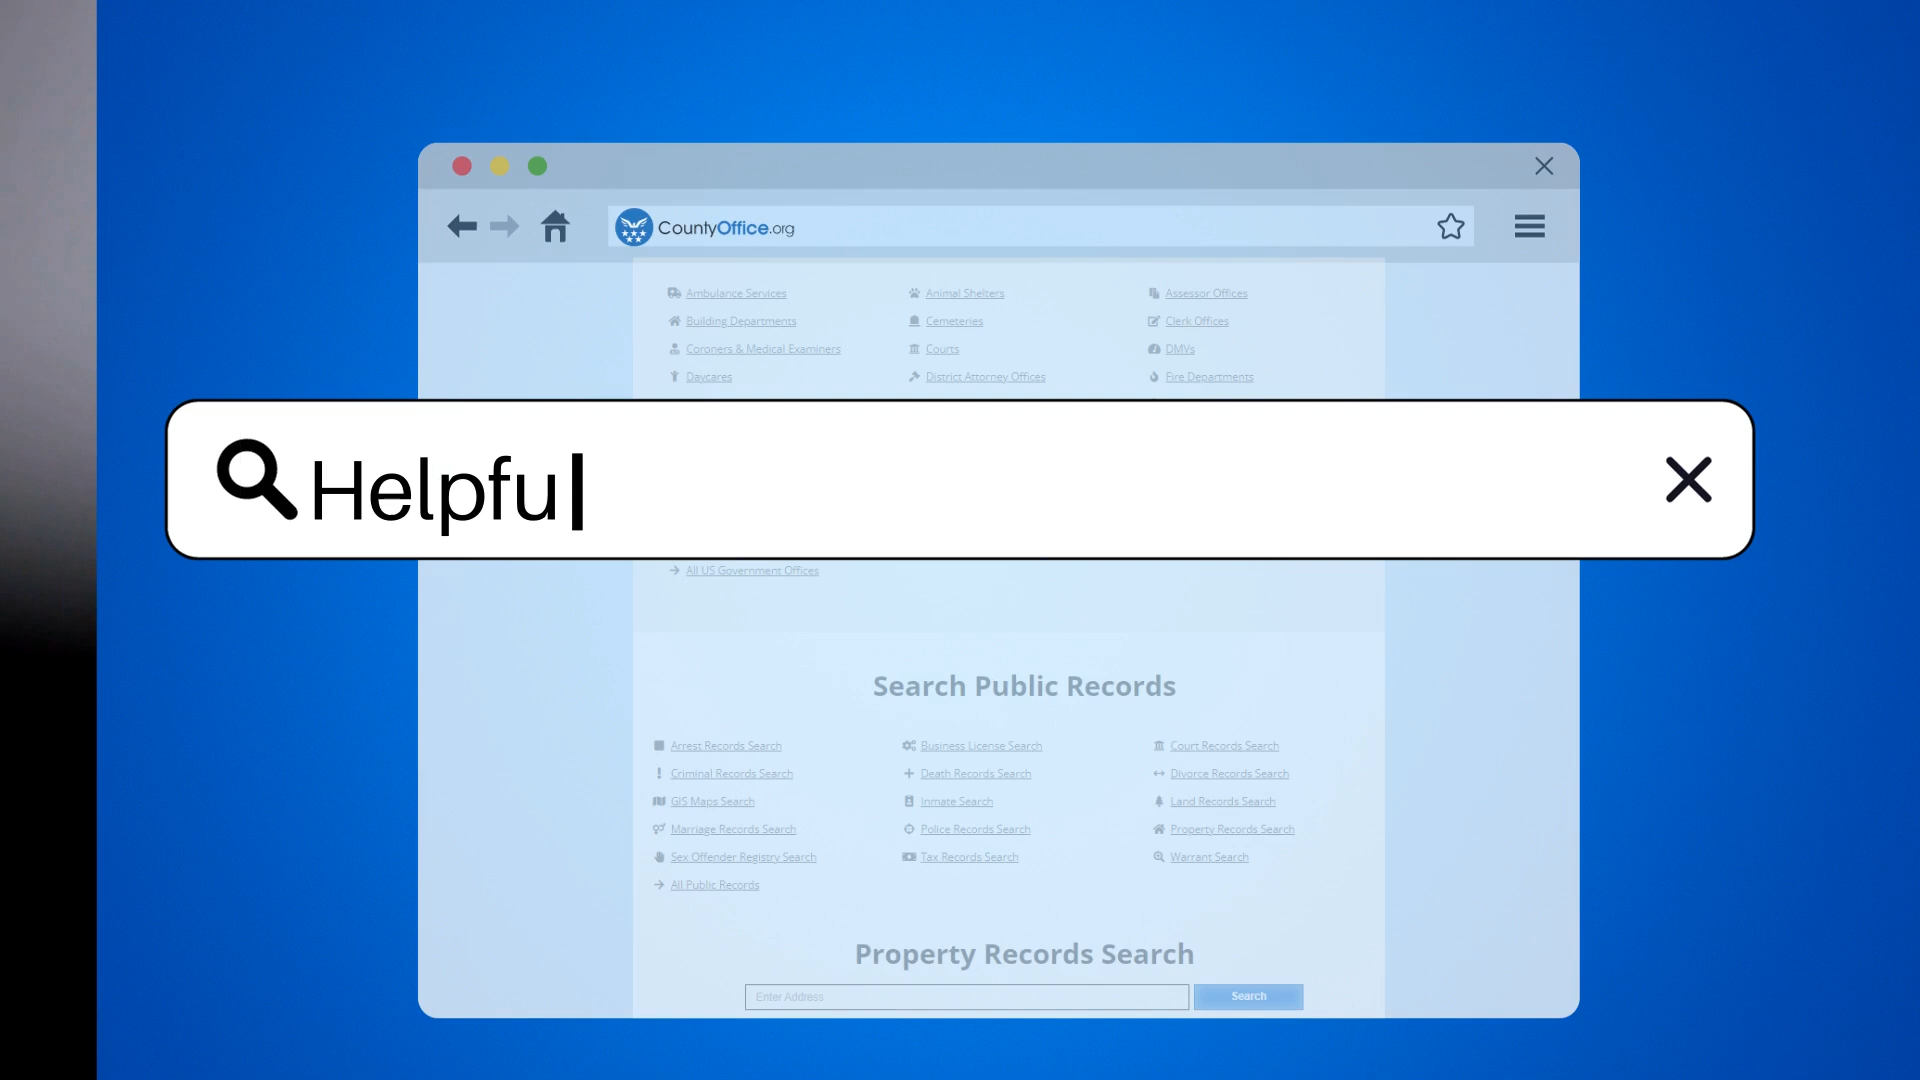 CountyOffice.org
Ambulance Services Animal Shelters Assessor Offices
Building Departments Cemeteries Clerk Offices
Coroners & Medical Examiners Courts DMVs
Daycares District Attorney Offices Fire Departments
Helpfu
All US Government Offices
Search Public Records
Arrest Records Search Business License Search Court Records Search
Criminal Records Search Death Records Search Divorce Records Search
GIS Maps Search Inmate Search Land Records Search
Marriage Records Search Police Records Search Property Records Search
Sex Offender Registry Search Tax Records Search Warrant Search
All Public Records
Property Records Search
Enter Address Search